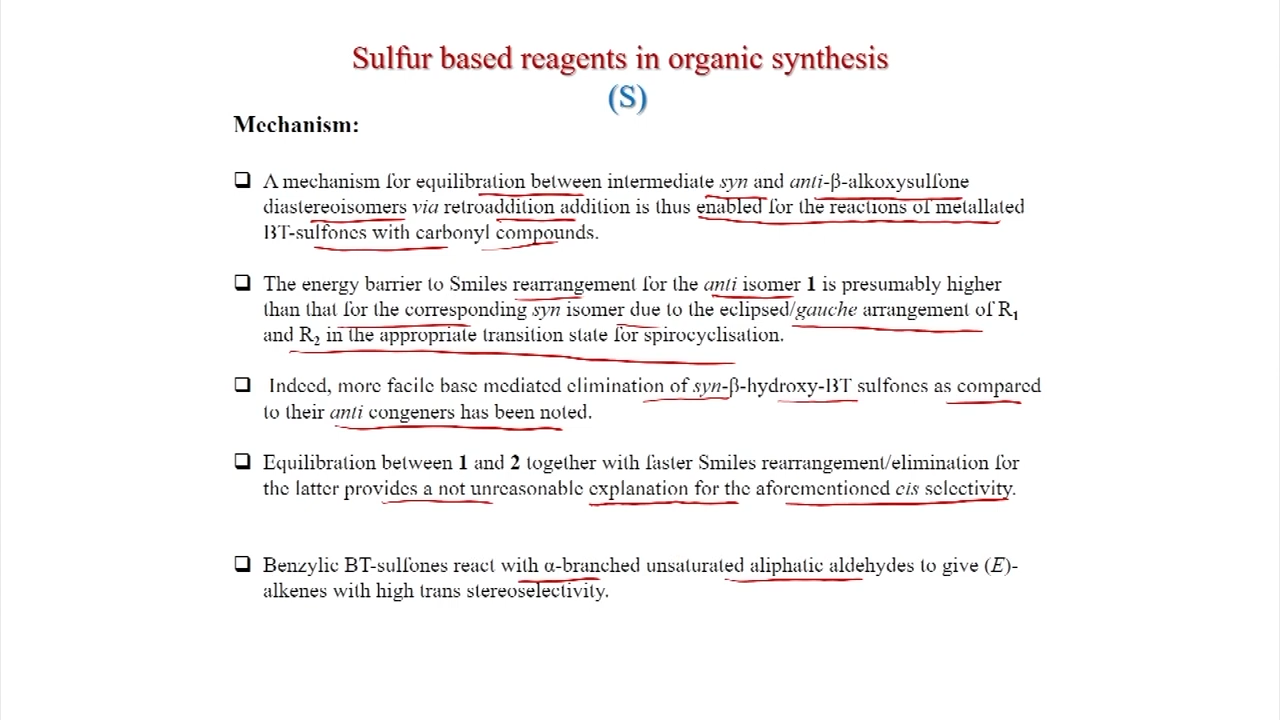 Sulfur based reagents in organic synthesis
(S)
Mechanism:
❑ A mechanism for equilibration between intermediate syn and anti-β-alkoxysulfone
diastereoisomers via retroaddition addition is thus enabled for the reactions of metallated
BT-sulfones with carbonyl compounds.
❑ The energy barrier to Smiles rearrangement for the anti isomer 1 is presumably higher
than that for the corresponding syn isomer due to the eclipsed/gauche arrangement of R₁
and R₂ in the appropriate transition state for spirocyclisation.
❑ Indeed, more facile base mediated elimination of syn-β-hydroxy-BT sulfones as compared
to their anti congeners has been noted.
❑ Equilibration between 1 and 2 together with faster Smiles rearrangement/elimination for
the latter provides a not unreasonable explanation for the aforementioned cis selectivity.
❑ Benzylic BT-sulfones react with α-branched unsaturated aliphatic aldehydes to give (E)-
alkenes with high trans stereoselectivity.